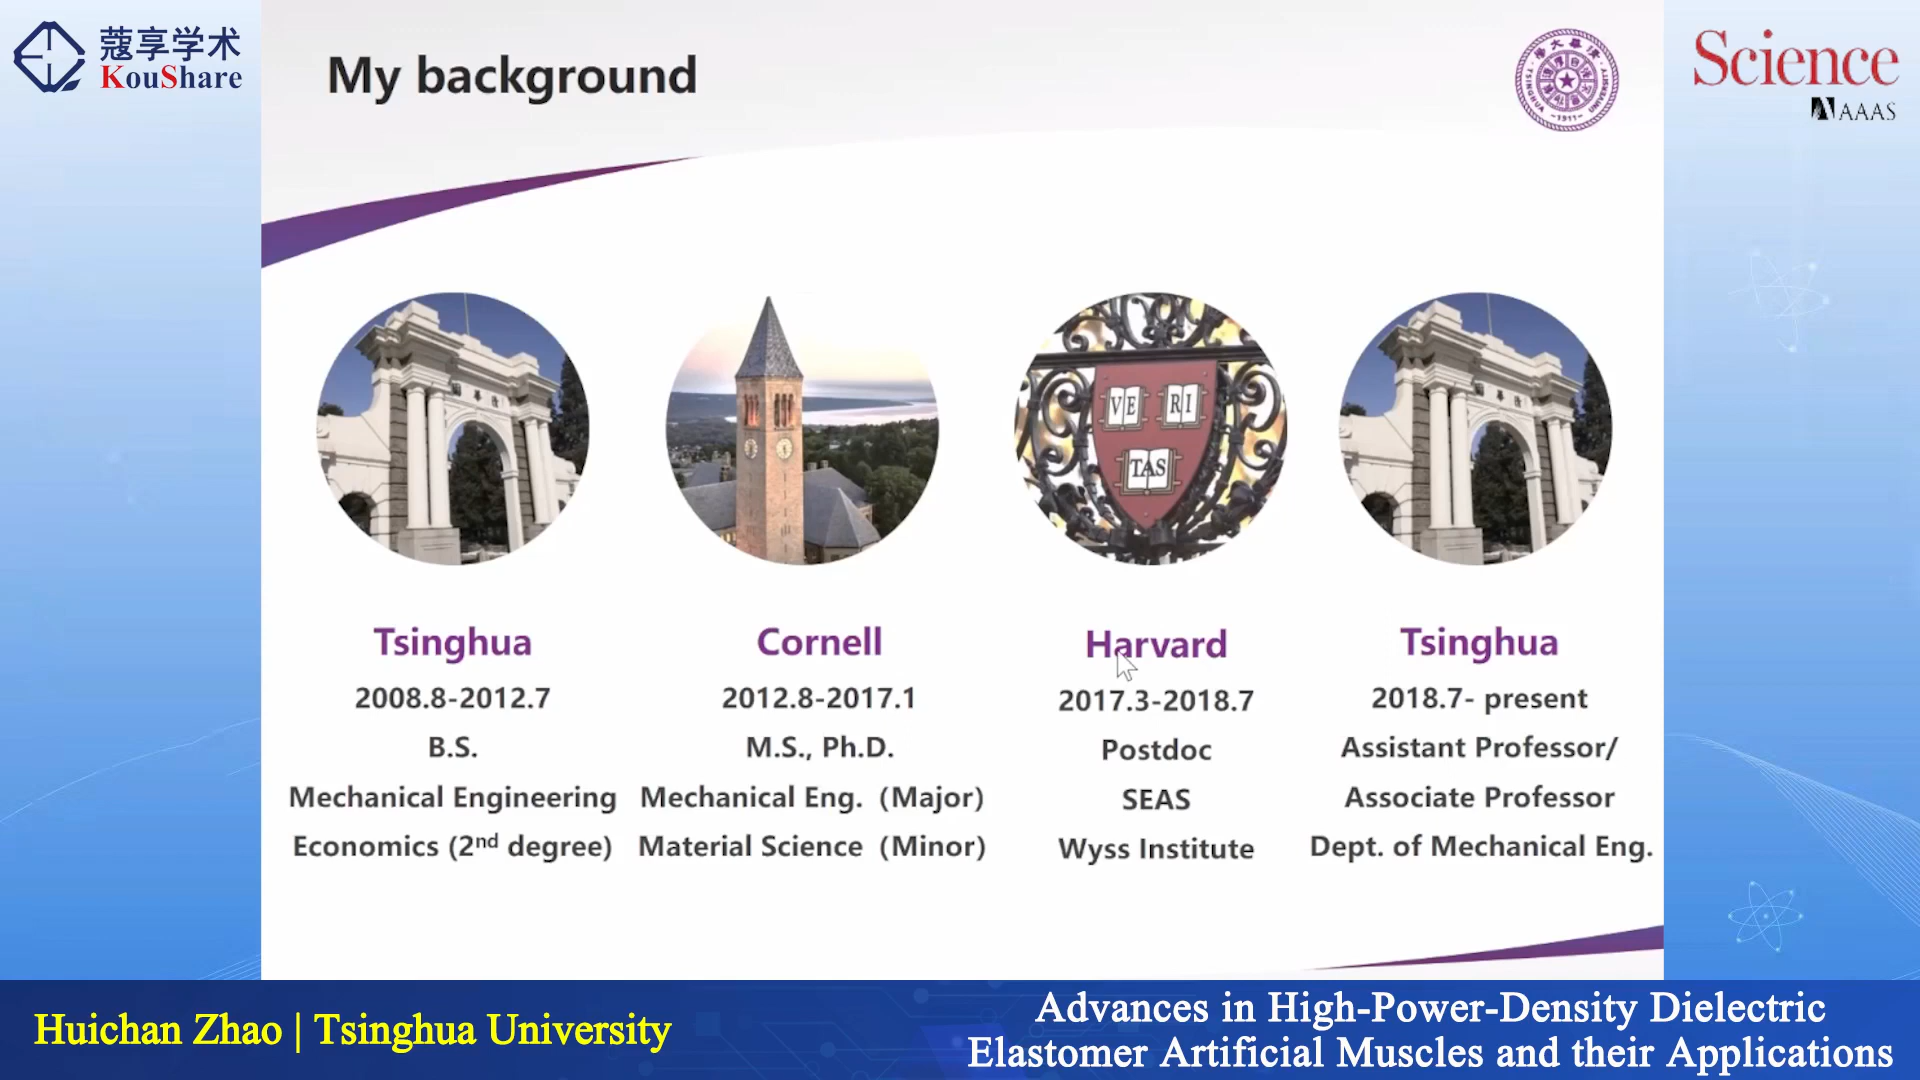 蔻享学术
KouShare
My background
TSINGHUA UNIVERSITY
~1911~
Science
AAAS
VE RI
TAS
Tsinghua
2008.8-2012.7
B.S.
Mechanical Engineering
Economics (2nd degree)
Cornell
2012.8-2017.1
M.S., Ph.D.
Mechanical Eng. (Major)
Material Science (Minor)
Harvard
2017.3-2018.7
Postdoc
SEAS
Wyss Institute
Tsinghua
2018.7- present
Assistant Professor/
Associate Professor
Dept. of Mechanical Eng.
Huichan Zhao | Tsinghua University
Advances in High-Power-Density Dielectric
Elastomer Artificial Muscles and their Applications